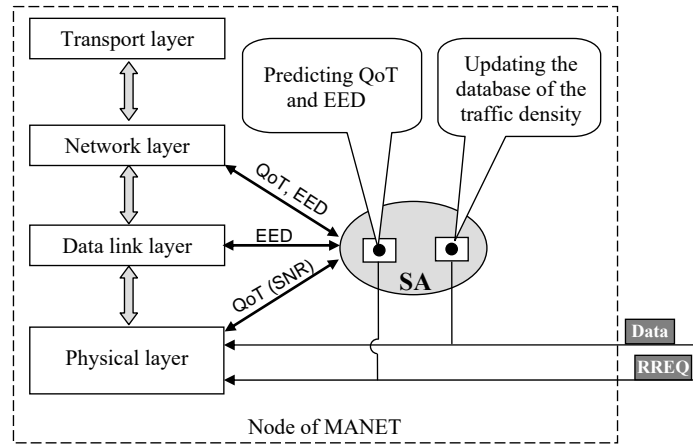 Transport layer
Predicting QoT
and EED
Updating the
database of the
traffic density
Network layer
QoT, EED
Data link layer
EED
SA
QoT (SNR)
Physical layer
Data
RREQ
Node of MANET